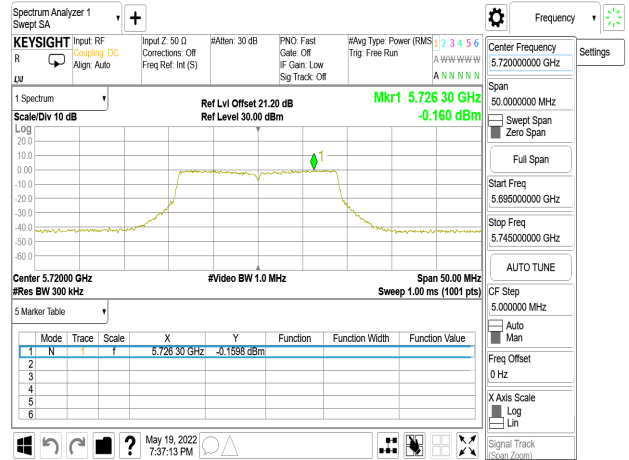 Spectrum Analyzer 1
Swept SA
Frequency
KEYSIGHT
R
LXI
Input: RF
Coupling: DC
Align: Auto
Input Z: 50 Ω
Corrections: Off
Freq Ref: Int (S)
#Atten: 30 dB
PNO: Fast
Gate: Off
IF Gain: Low
Sig Track: Off
#Avg Type: Power (RMS
Trig: Free Run
1 2 3 4 5 6
A W W W W W
A N N N N N
1 Spectrum
Scale/Div 10 dB
Ref Lvl Offset 21.20 dB
Ref Level 30.00 dBm
Mkr1 5.726 30 GHz
-0.160 dBm
Log
20.0
10.0
0.00
-10.0
-20.0
-30.0
-40.0
-50.0
-60.0
1
Center 5.72000 GHz
#Res BW 300 kHz
#Video BW 1.0 MHz
Span 50.00 MHz
Sweep 1.00 ms (1001 pts)
5 Marker Table
Mode Trace Scale X Y Function Function Width Function Value
1 N 1 f 5.726 30 GHz -0.1598 dBm
2
3
4
5
6
?
May 19, 2022
7:37:13 PM
Center Frequency
5.720000000 GHz
Settings
Span
50.0000000 MHz
Swept Span
Zero Span
Full Span
Start Freq
5.695000000 GHz
Stop Freq
5.745000000 GHz
AUTO TUNE
CF Step
5.000000 MHz
Auto
Man
Freq Offset
0 Hz
X Axis Scale
Log
Lin
Signal Track
(Span Zoom)